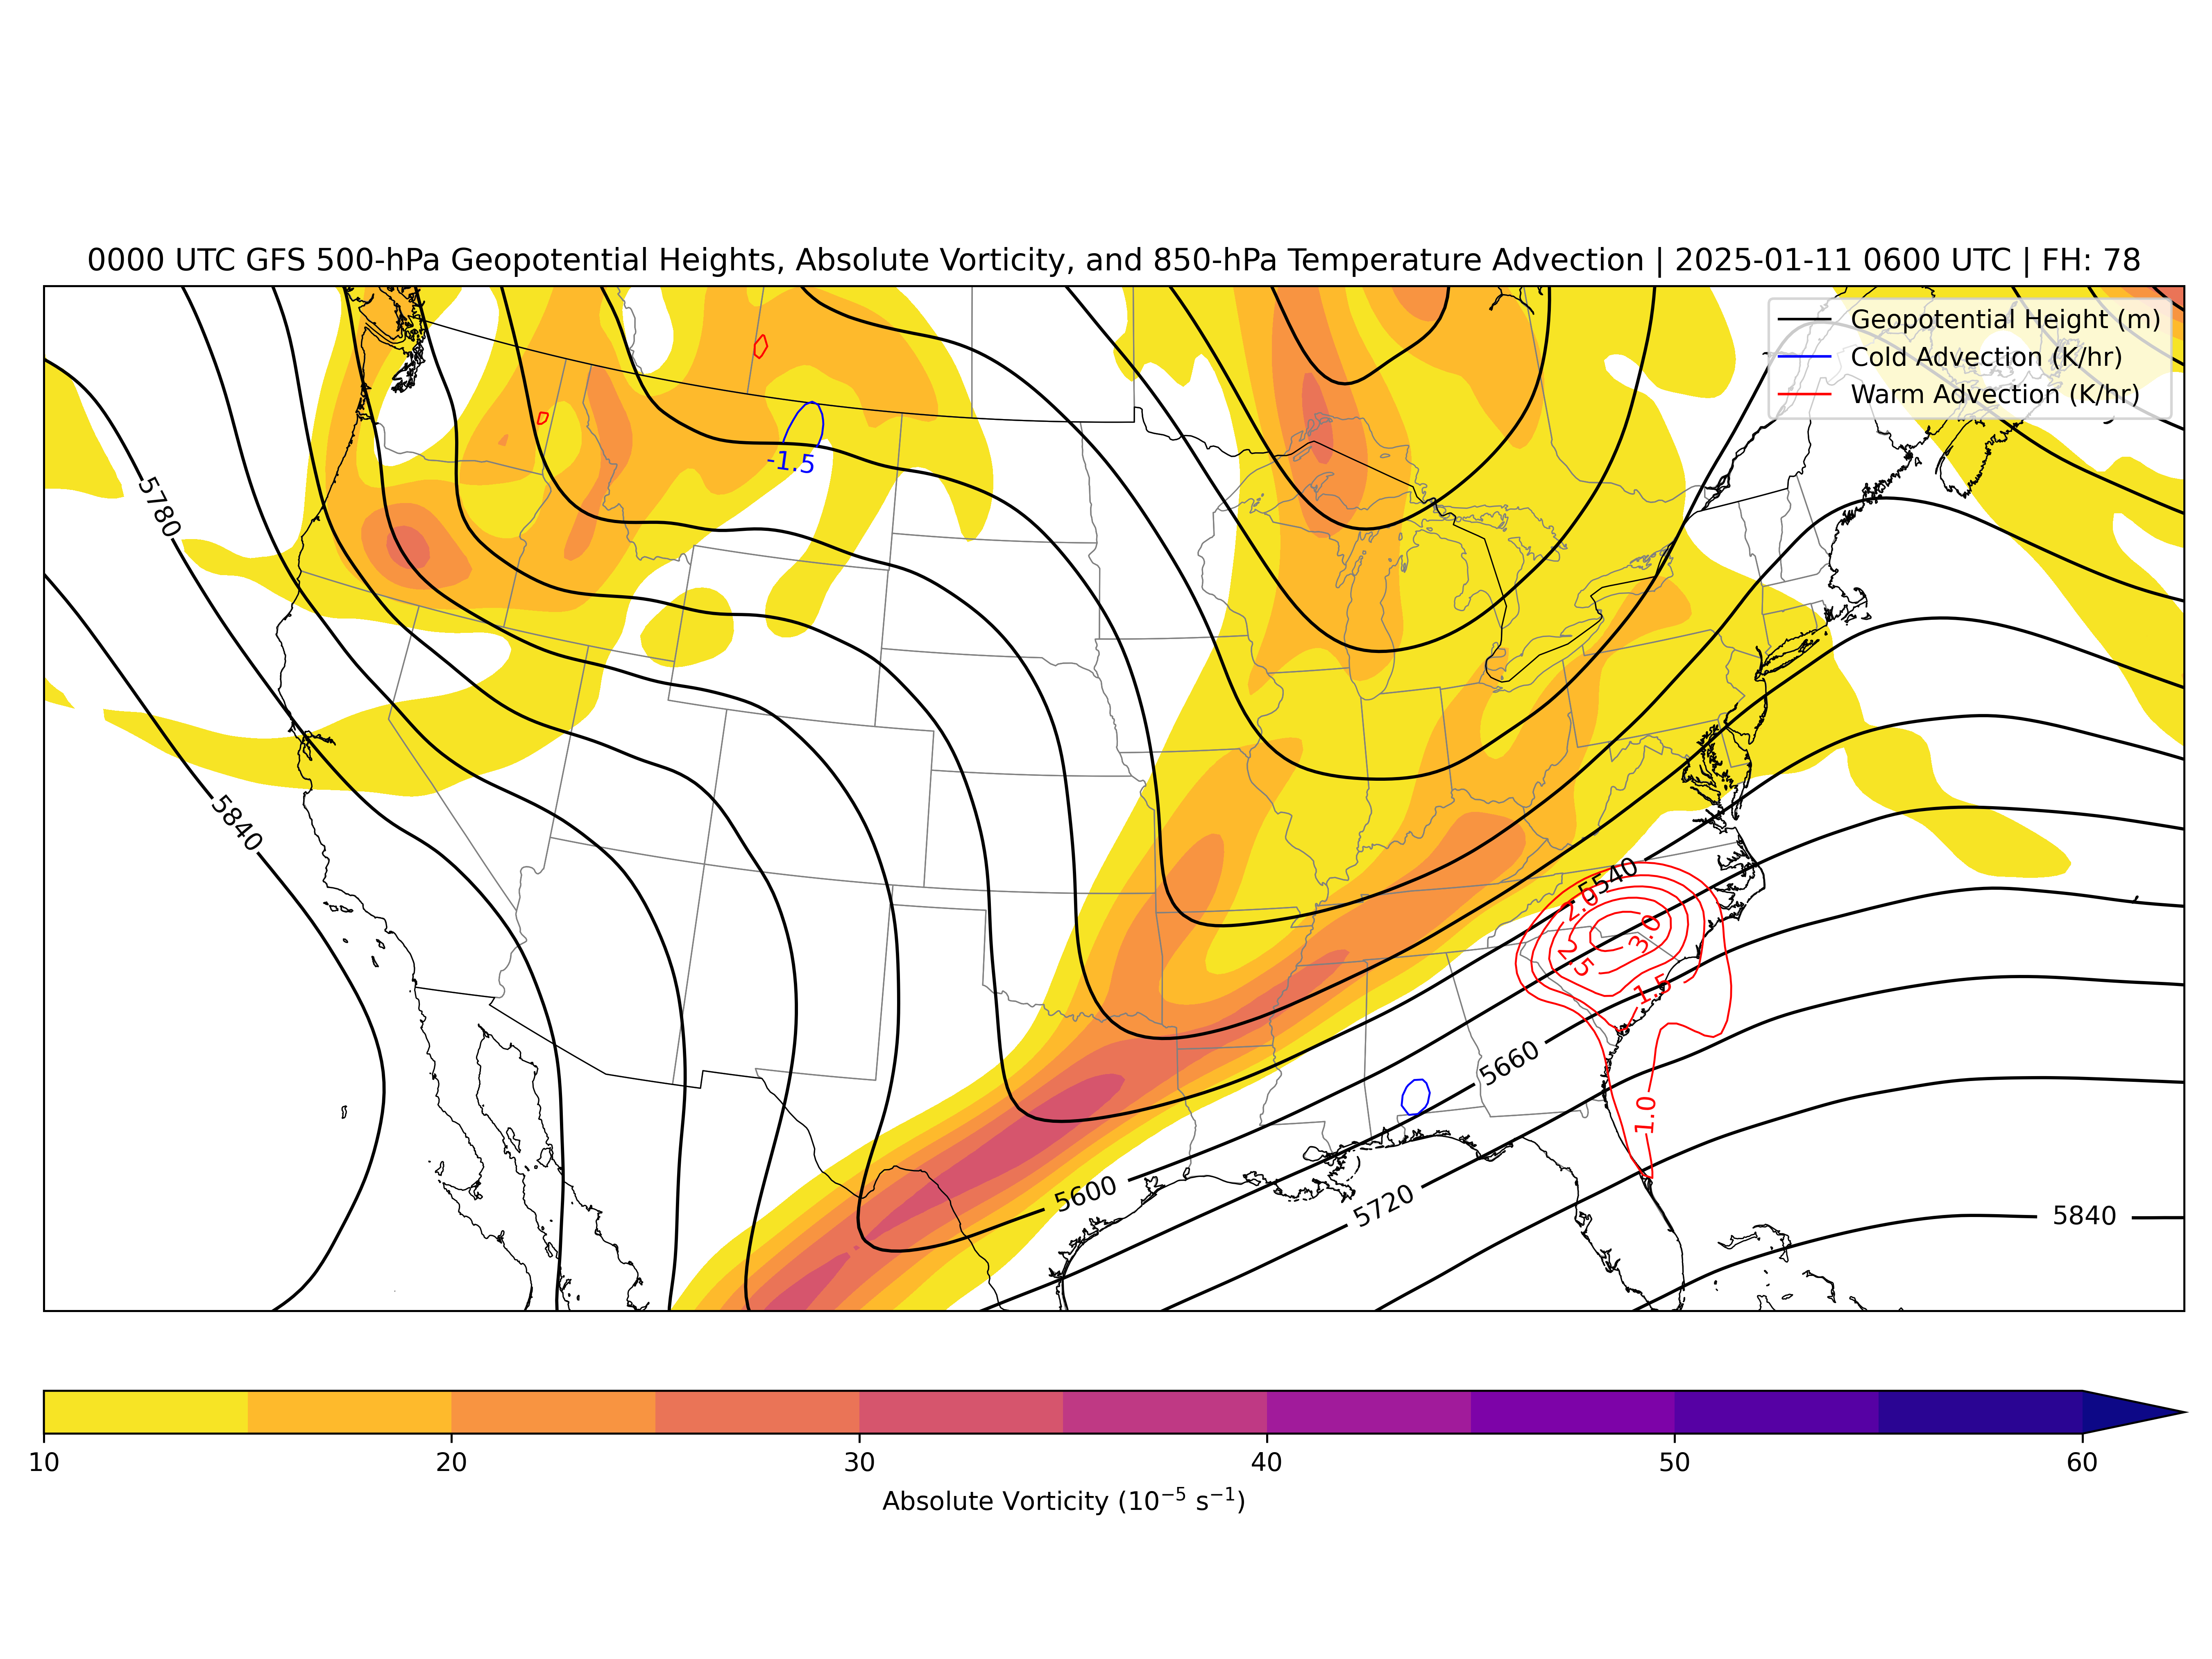 0000 UTC GFS 500-hPa Geopotential Heights, Absolute Vorticity, and 850-hPa Temperature Advection | 2025-01-11 0600 UTC | FH: 78
Geopotential Height (m)
Cold Advection (K/hr)
Warm Advection (K/hr)
-1.5
5780
5840
5540
2.0
3.0
2.5
1.5
5660
1.0
5600
5720
5840
10 20 30 40 50 60
Absolute Vorticity (10⁻⁵ s⁻¹)